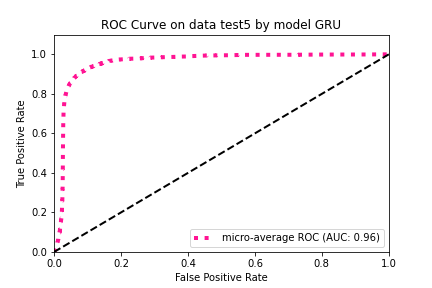 ROC Curve on data test5 by model GRU
True Positive Rate
1.0
0.8
0.6
0.4
0.2
0.0
micro-average ROC (AUC: 0.96)
0.0 0.2 0.4 0.6 0.8 1.0
False Positive Rate